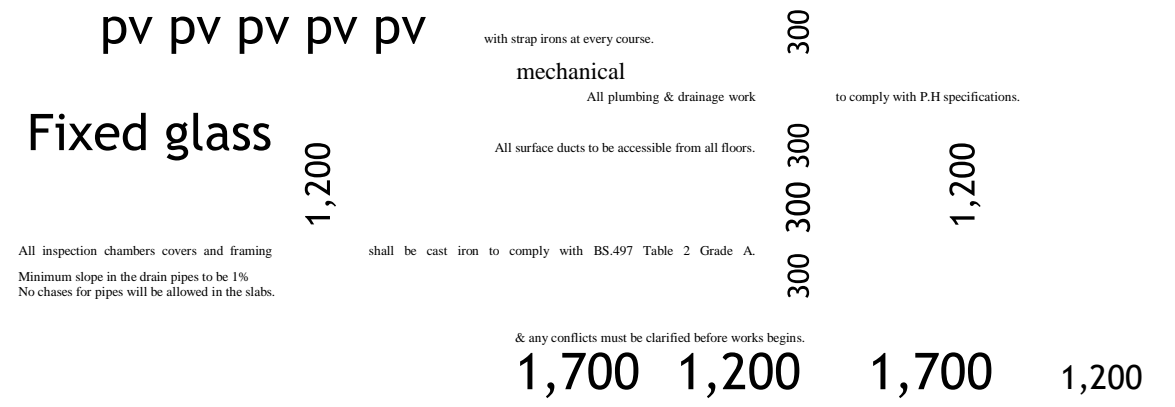 pv pv pv pv pv
with strap irons at every course.
300
mechanical
All plumbing & drainage work to comply with P.H specifications.
Fixed glass
1,200
All surface ducts to be accessible from all floors.
300
1,200
300
All inspection chambers covers and framing shall be cast iron to comply with BS.497 Table 2 Grade A.
300
Minimum slope in the drain pipes to be 1%
No chases for pipes will be allowed in the slabs.
& any conflicts must be clarified before works begins.
1,700 1,200 1,700 1,200